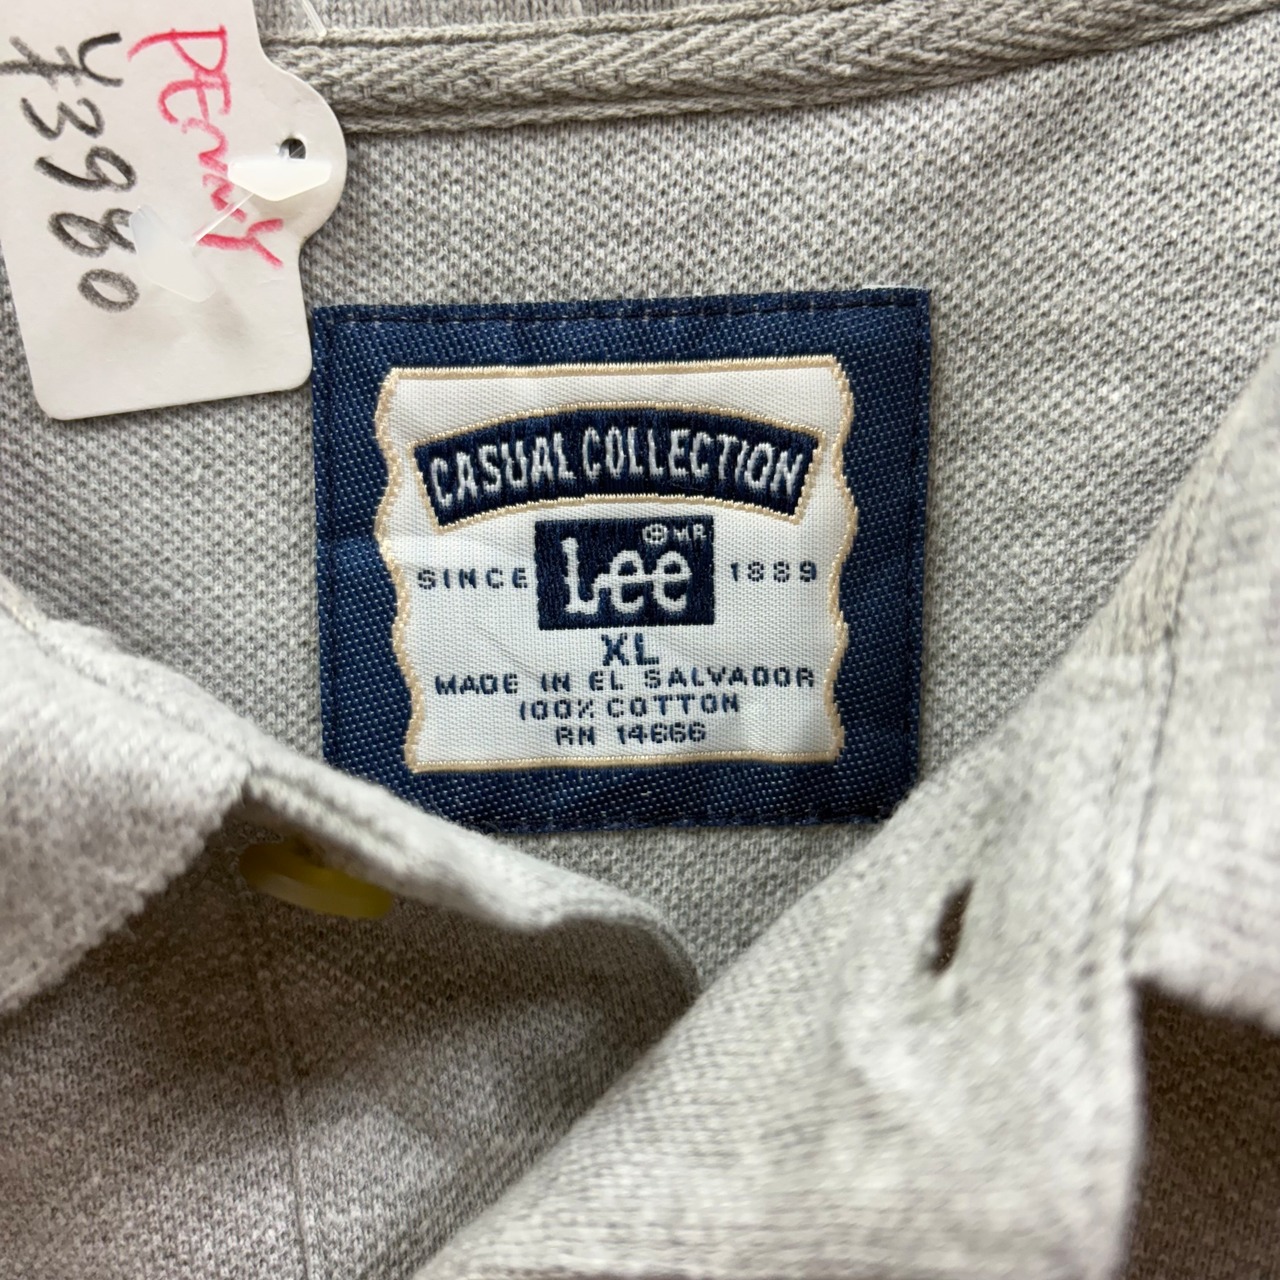 PENNY
¥3980
CASUAL COLLECTION
SINCE Lee ® MR 1889
XL
MADE IN EL SALVADOR
100% COTTON
RN 14666